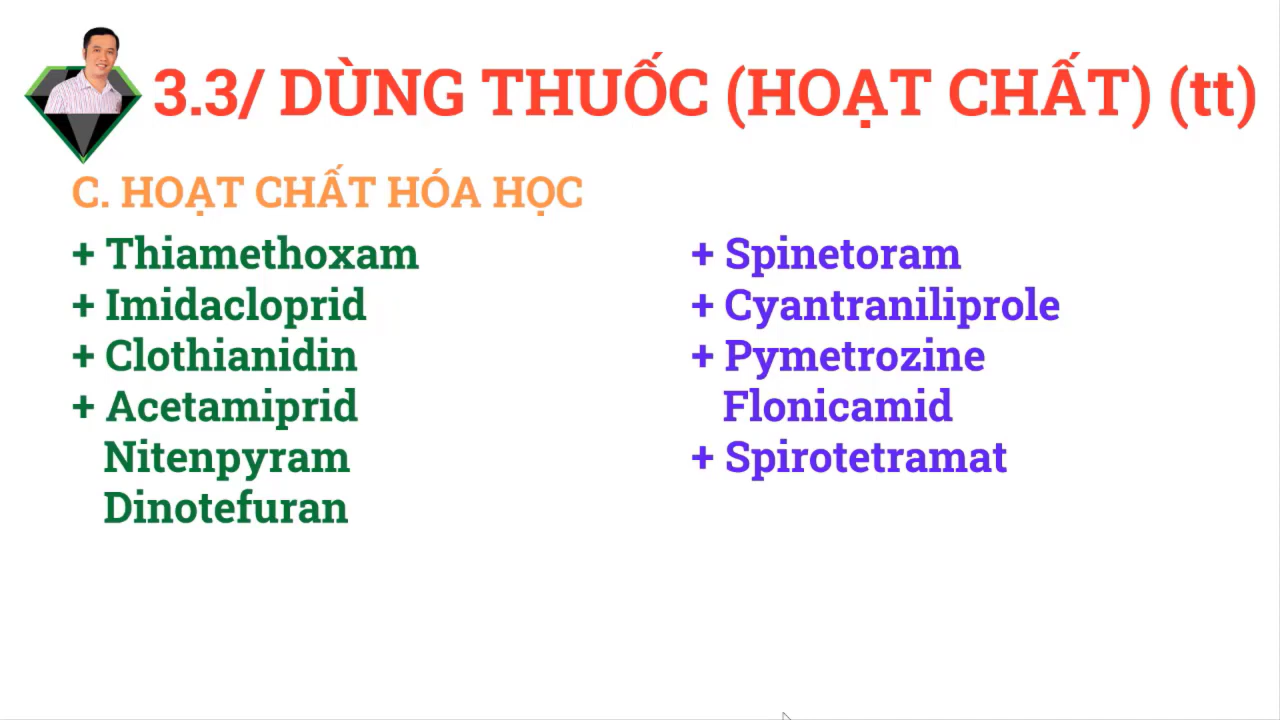 3.3/ DÙNG THUỐC (HOẠT CHẤT) (tt)
C. HOẠT CHẤT HÓA HỌC
+ Thiamethoxam
+ Imidacloprid
+ Clothianidin
+ Acetamiprid
Nitenpyram
Dinotefuran
+ Spinetoram
+ Cyantraniliprole
+ Pymetrozine
Flonicamid
+ Spirotetramat